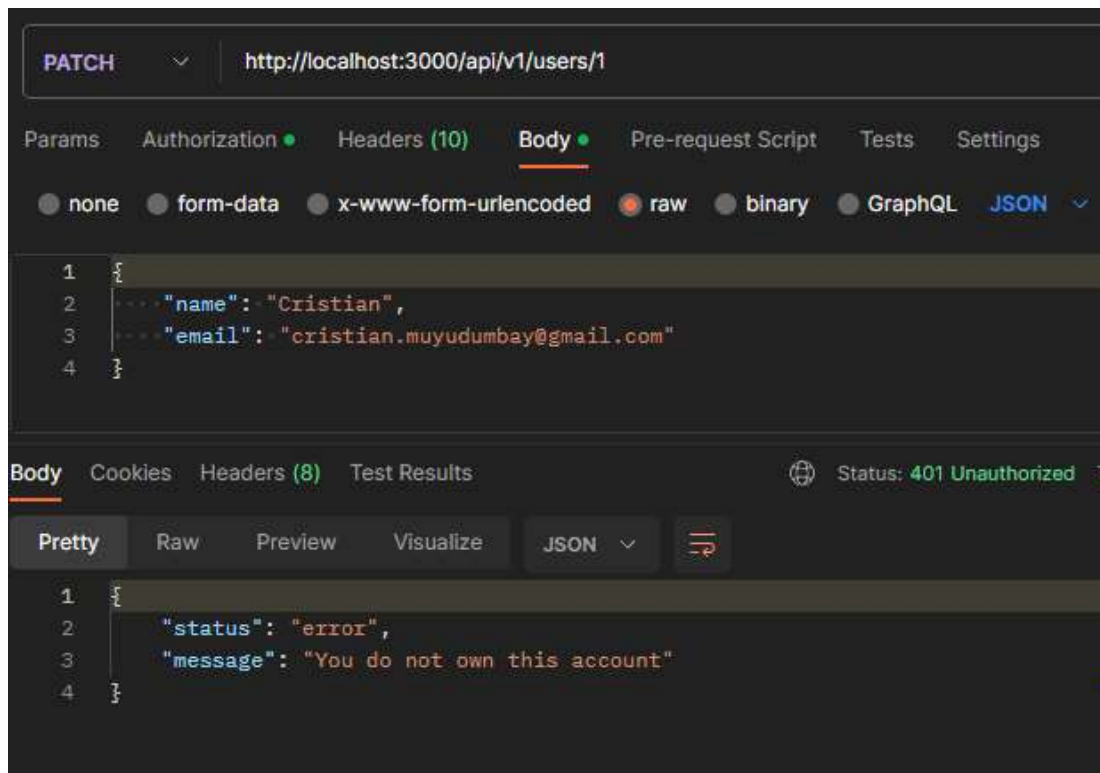 PATCH http://localhost:3000/api/v1/users/1
Params Authorization Headers (10) Body Pre-request Script Tests Settings
none form-data x-www-form-urlencoded raw binary GraphQL JSON
1 {
2 "name": "Cristian",
3 "email": "cristian.muyudumbay@gmail.com"
4 }
Body Cookies Headers (8) Test Results Status: 401 Unauthorized
Pretty Raw Preview Visualize JSON
1 {
2 "status": "error",
3 "message": "You do not own this account"
4 }